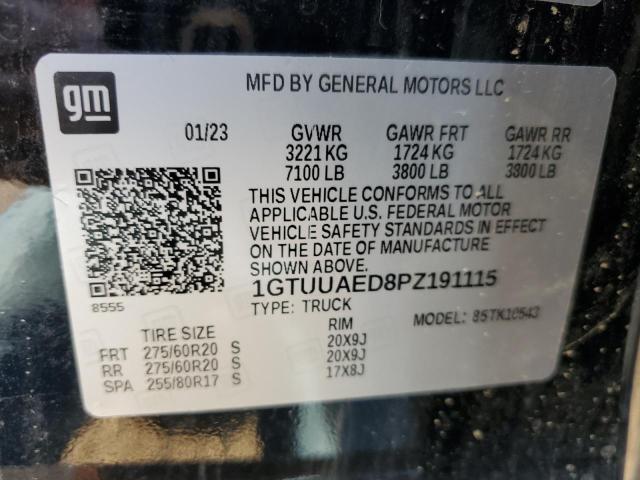 gm
MFD BY GENERAL MOTORS LLC
01/23 GVWR GAWR FRT GAWR RR
3221 KG 1724 KG 1724 KG
7100 LB 3800 LB 3800 LB
THIS VEHICLE CONFORMS TO ALL
APPLICABLE U.S. FEDERAL MOTOR
VEHICLE SAFETY STANDARDS IN EFFECT
ON THE DATE OF MANUFACTURE
SHOWN ABOVE.
8555
1GTUUAED8PZ191115
TYPE: TRUCK MODEL:
TIRE SIZE RIM
FRT 275/60R20 S 20X9J
RR 275/60R20 S 20X9J
SPA 255/80R17 S 17X8J